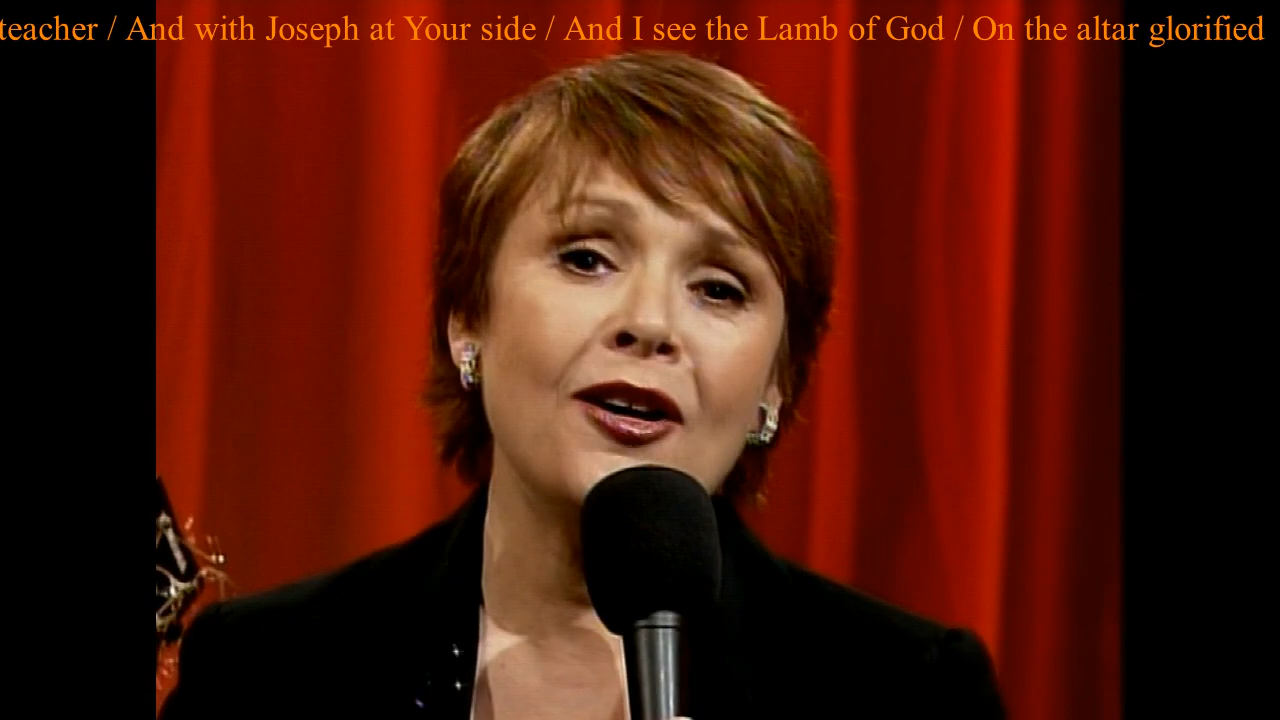 teacher / And with Joseph at Your side / And I see the Lamb of God / On the altar glorified